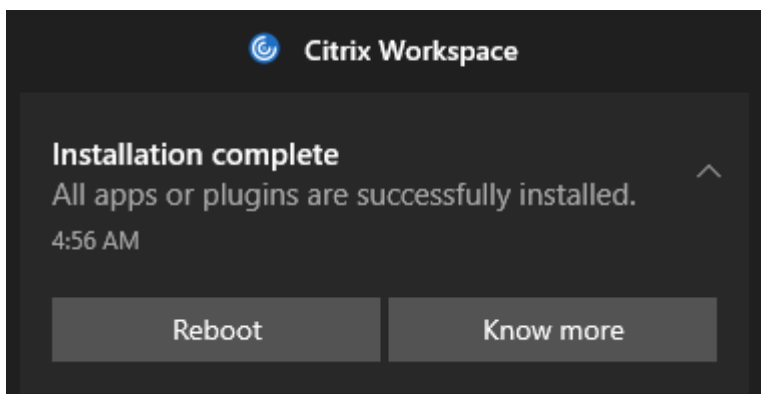 Citrix Workspace
Installation complete
All apps or plugins are successfully installed.
4:56 AM
Reboot
Know more